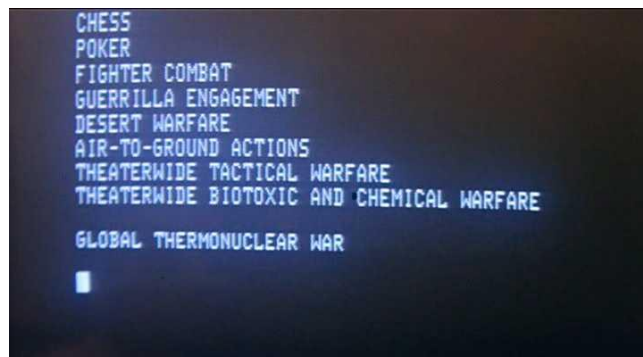 CHESS
POKER
FIGHTER COMBAT
GUERRILLA ENGAGEMENT
DESERT WARFARE
AIR-TO-GROUND ACTIONS
THEATERWIDE TACTICAL WARFARE
THEATERWIDE BIOTOXIC AND CHEMICAL WARFARE
GLOBAL THERMONUCLEAR WAR